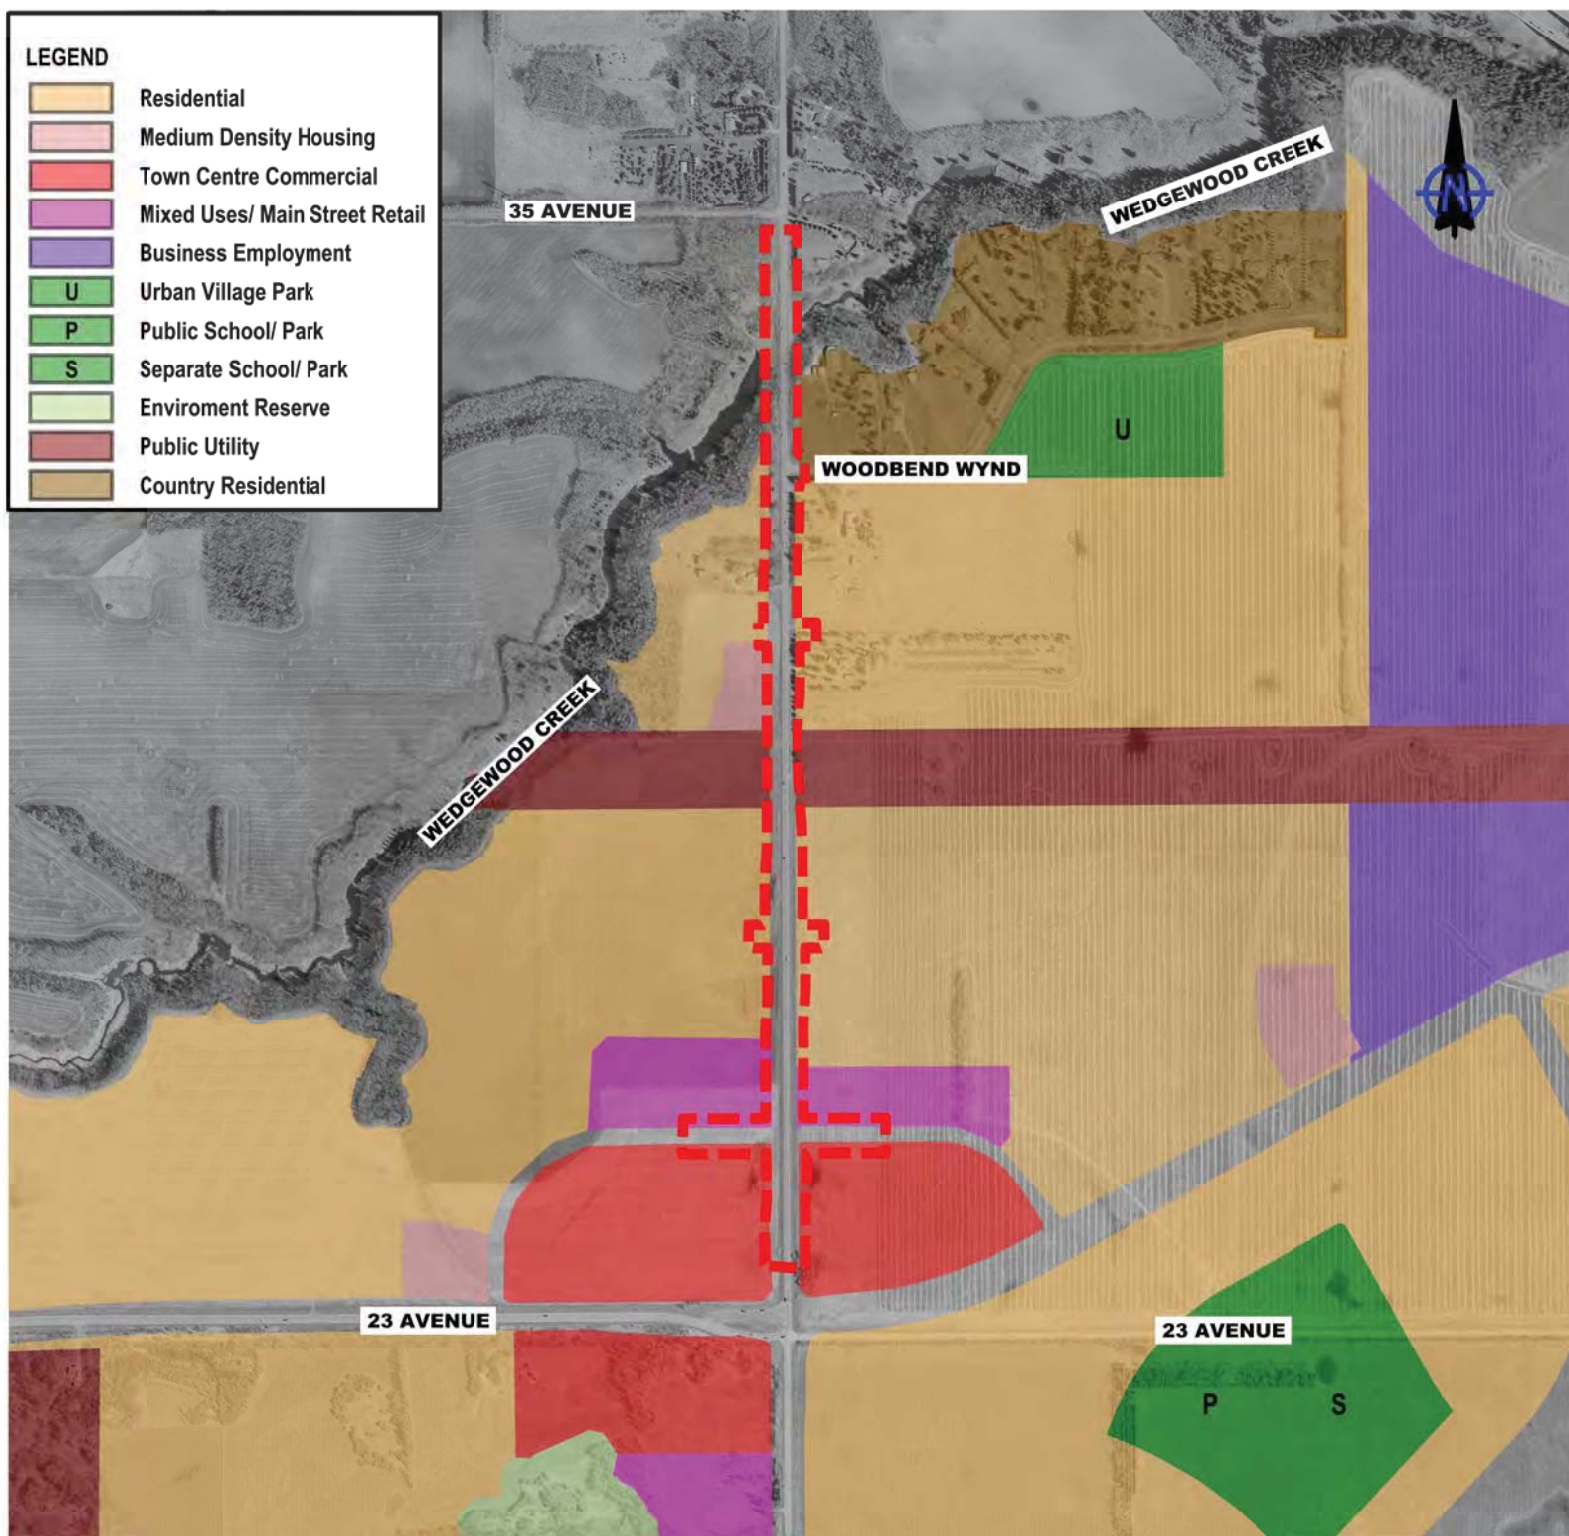 LEGEND
Residential
Medium Density Housing
Town Centre Commercial
Mixed Uses/ Main Street Retail
Business Employment
U Urban Village Park
P Public School/ Park
S Separate School/ Park
Enviroment Reserve
Public Utility
Country Residential
35 AVENUE
WEDGEWOOD CREEK
N
U
WOODBEND WYND
WEDGEWOOD CREEK
23 AVENUE
23 AVENUE
P S